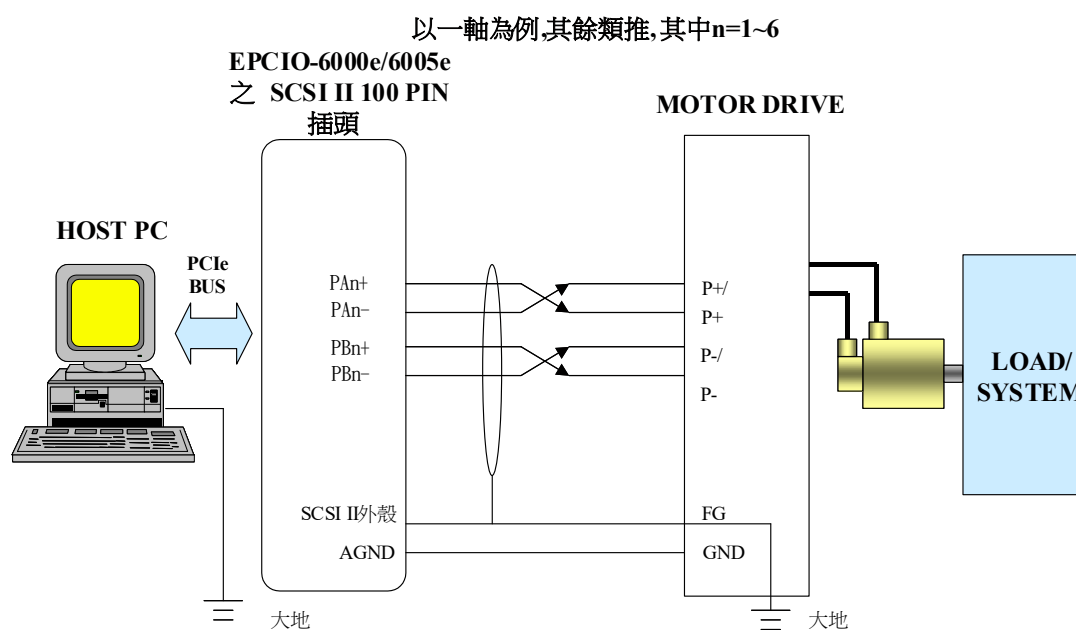 以一軸為例,其餘類推,其中n=1~6
EPCIO-6000e/6005e
之 SCSI II 100 PIN
插頭
MOTOR DRIVE
HOST PC
PCIe
BUS
PAn+
PAn-
PBn+
PBn-
SCSI II外殼
AGND
P+/
P+
P-/
P-
FG
GND
LOAD/
SYSTEM
大地
大地